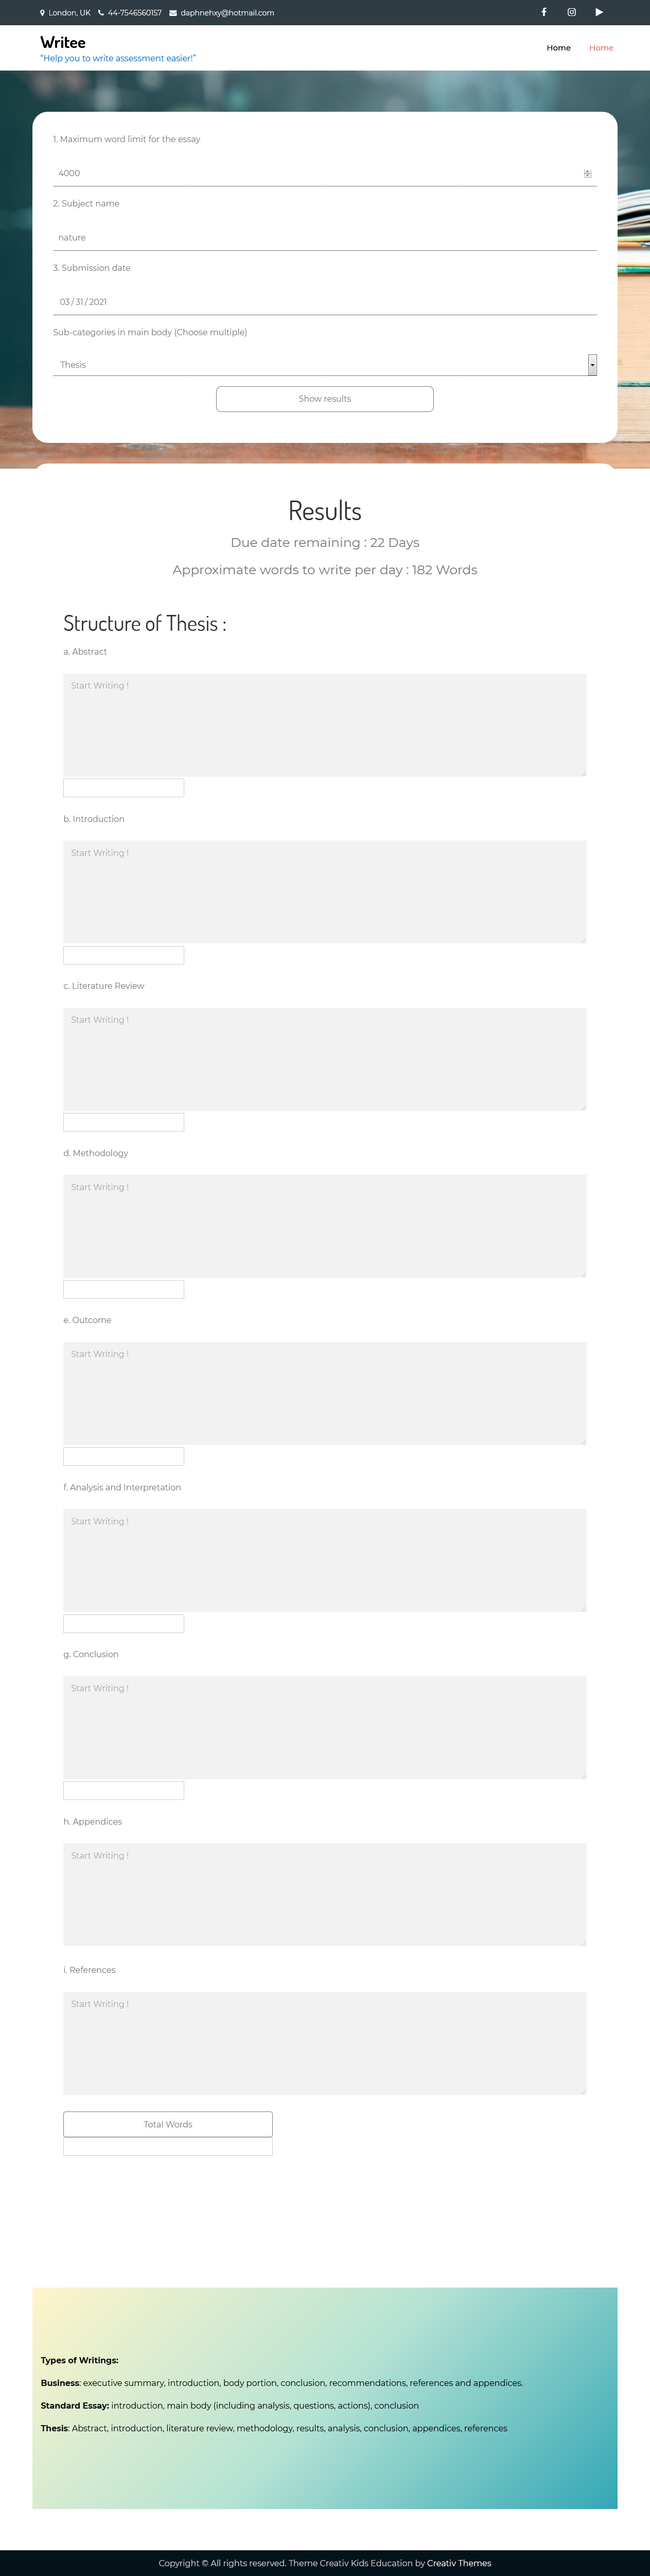 London, UK 44-7546560157 daphnehxy@hotmail.com
Writee
"Help you to write assessment easier!"
Home Home
1. Maximum word limit for the essay
4000
2. Subject name
nature
3. Submission date
03 / 31 / 2021
Sub-categories in main body (Choose multiple)
Thesis
Show results
Results
Due date remaining : 22 Days
Approximate words to write per day : 182 Words
Structure of Thesis :
a. Abstract
Start Writing !
b. Introduction
Start Writing !
c. Literature Review
Start Writing !
d. Methodology
Start Writing !
e. Outcome
Start Writing !
f. Analysis and Interpretation
Start Writing !
g. Conclusion
Start Writing !
h. Appendices
Start Writing !
i. References
Start Writing !
Total Words
Types of Writings:
Business: executive summary, introduction, body portion, conclusion, recommendations, references and appendices.
Standard Essay: introduction, main body (including analysis, questions, actions), conclusion
Thesis: Abstract, introduction, literature review, methodology, results, analysis, conclusion, appendices, references
Copyright © All rights reserved. Theme Creativ Kids Education by Creativ Themes